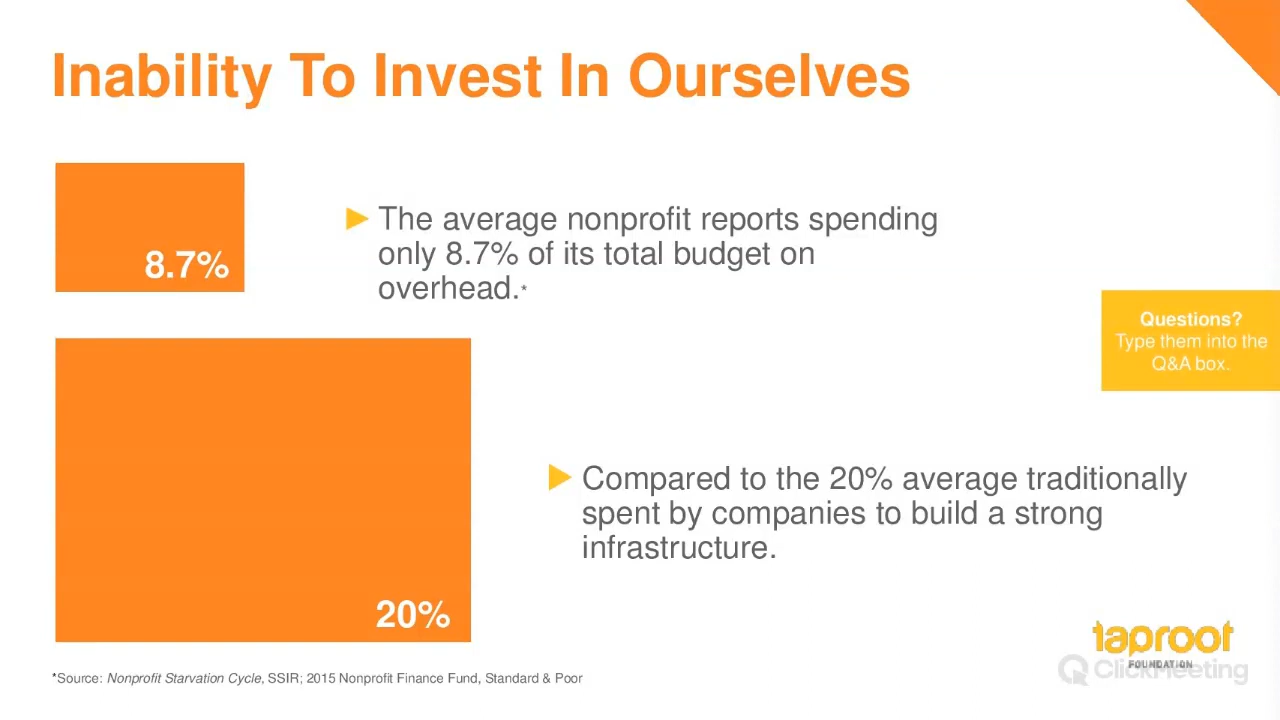 Inability To Invest In Ourselves
8.7%
The average nonprofit reports spending
only 8.7% of its total budget on
overhead.*
Questions?
Type them into the
Q&A box.
20%
Compared to the 20% average traditionally
spent by companies to build a strong
infrastructure.
taproot
FOUNDATION
ClickMeeting
*Source: Nonprofit Starvation Cycle, SSIR; 2015 Nonprofit Finance Fund, Standard & Poor